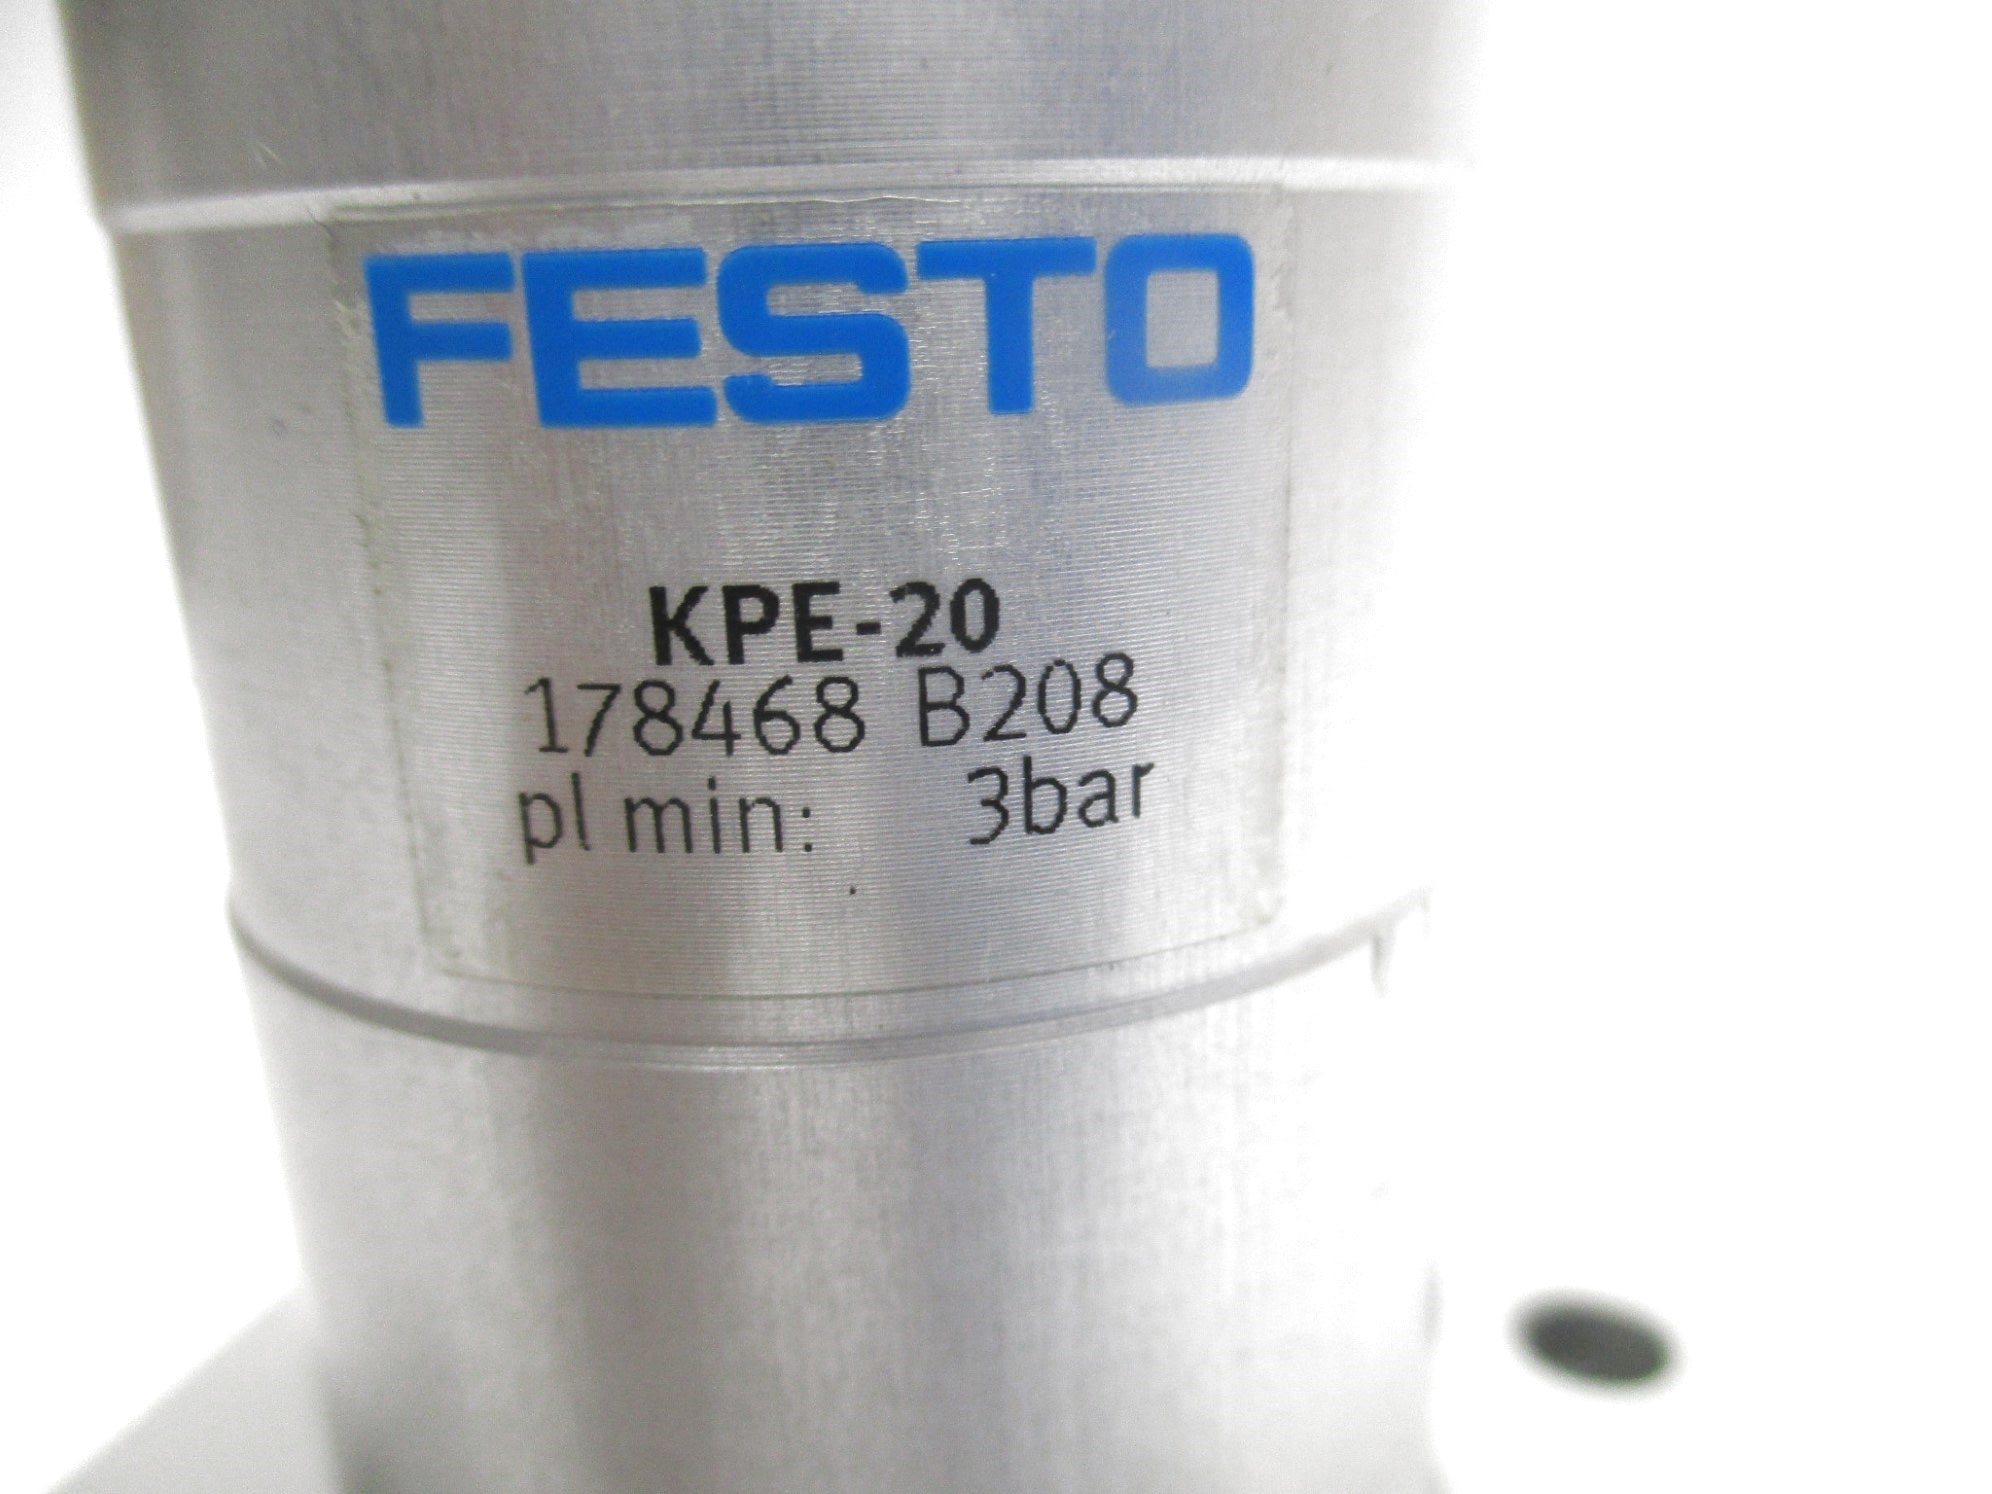 FESTO
KPE-20
178468 B208
pl min: 3bar